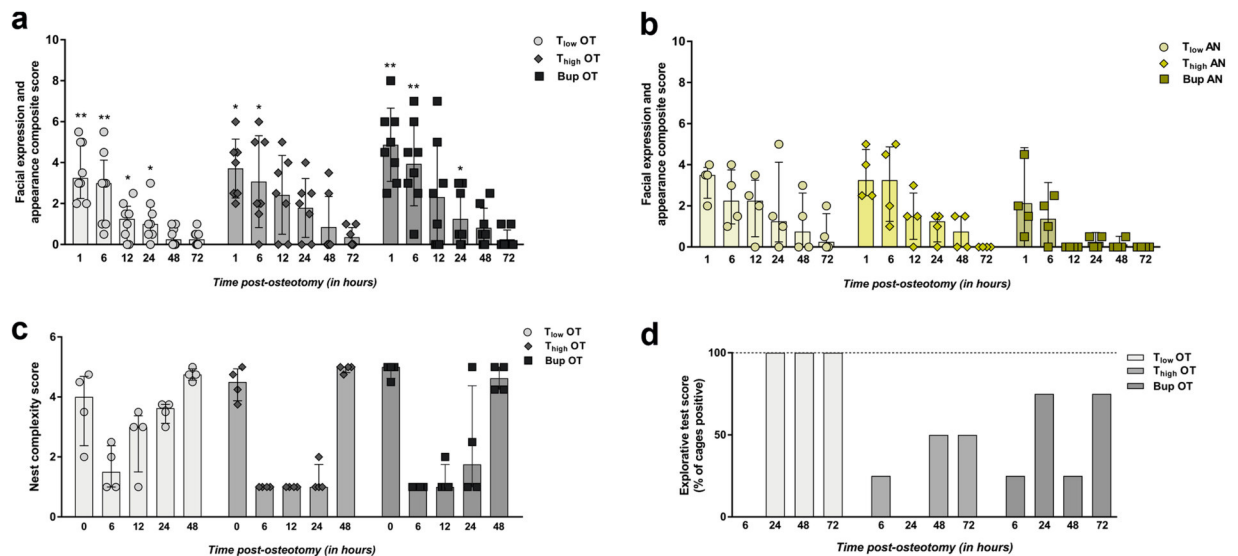 a
Facial expression and
appearance composite score
10
8
6
4
2
0
** ** * *
* *
** ** *
1 6 12 24 48 72 1 6 12 24 48 72 1 6 12 24 48 72
Time post-osteotomy (in hours)
Tlow OT
Thigh OT
Bup OT
b
Facial expression and
appearance composite score
10
8
6
4
2
0
1 6 12 24 48 72 1 6 12 24 48 72 1 6 12 24 48 72
Time post-osteotomy (in hours)
Tlow AN
Thigh AN
Bup AN
c
Nest complexity score
6
4
2
0
0 6 12 24 48 0 6 12 24 48 0 6 12 24 48
Time post-osteotomy (in hours)
Tlow OT
Thigh OT
Bup OT
d
Explorative test score
(% of cages positive)
100
50
0
6 24 48 72 6 24 48 72 6 24 48 72
Time post-osteotomy (in hours)
Tlow OT
Thigh OT
Bup OT